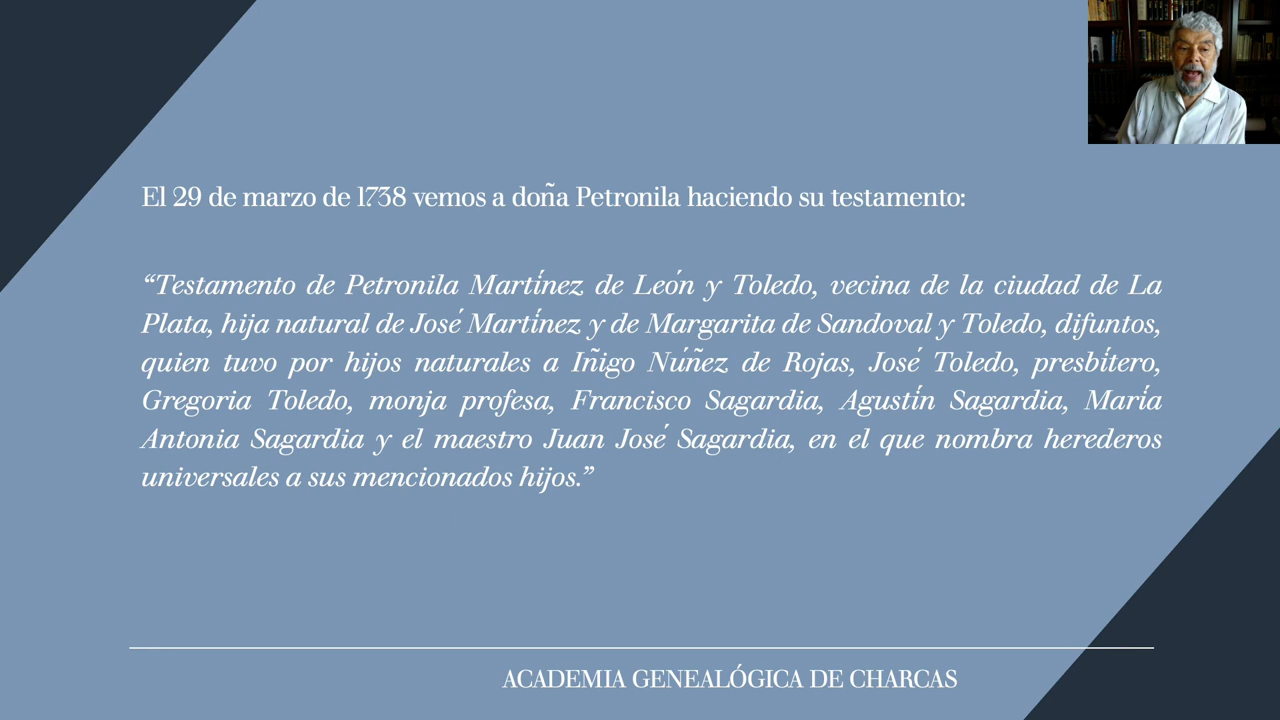 El 29 de marzo de 1738 vemos a doña Petronila haciendo su testamento:
“Testamento de Petronila Martínez de León y Toledo, vecina de la ciudad de La
Plata, hija natural de José Martínez y de Margarita de Sandoval y Toledo, difuntos,
quien tuvo por hijos naturales a Iñigo Núñez de Rojas, José Toledo, presbítero,
Gregoria Toledo, monja profesa, Francisco Sagardia, Agustín Sagardia, María
Antonia Sagardia y el maestro Juan José Sagardia, en el que nombra herederos
universales a sus mencionados hijos.”
ACADEMIA GENEALÓGICA DE CHARCAS